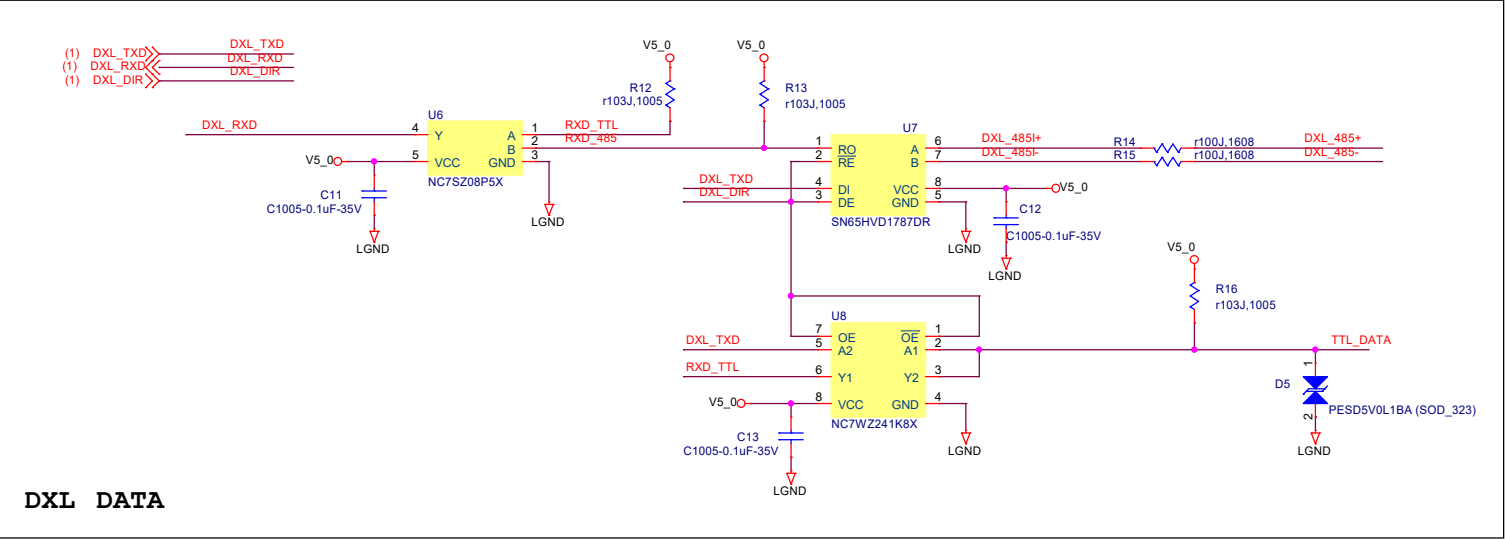 (1) DXL_TXD DXL_TXD
(1) DXL_RXD DXL_RXD
(1) DXL_DIR DXL_DIR
V5_0 V5_0
R12
r103J,1005
R13
r103J,1005
U6
DXL_RXD 4 Y A 1 RXD_TTL
B 2 RXD_485
V5_0 5 VCC GND 3
NC7SZ08P5X
C11
C1005-0.1uF-35V
LGND
LGND
U7
1 RO A 6 DXL_485I+ R14 r100J,1608 DXL_485+
2 RE B 7 DXL_485I- R15 r100J,1608 DXL_485-
DXL_TXD 4 DI VCC 8 V5_0
DXL_DIR 3 DE GND 5
SN65HVD1787DR
C12
C1005-0.1uF-35V
LGND
LGND
V5_0
R16
r103J,1005
U8
7 OE OE 1
DXL_TXD 5 A2 A1 2 TTL_DATA
RXD_TTL 6 Y1 Y2 3
V5_0 8 VCC GND 4
NC7WZ241K8X
C13
C1005-0.1uF-35V
LGND
LGND
1
D5
2
PESD5V0L1BA (SOD_323)
LGND
DXL DATA